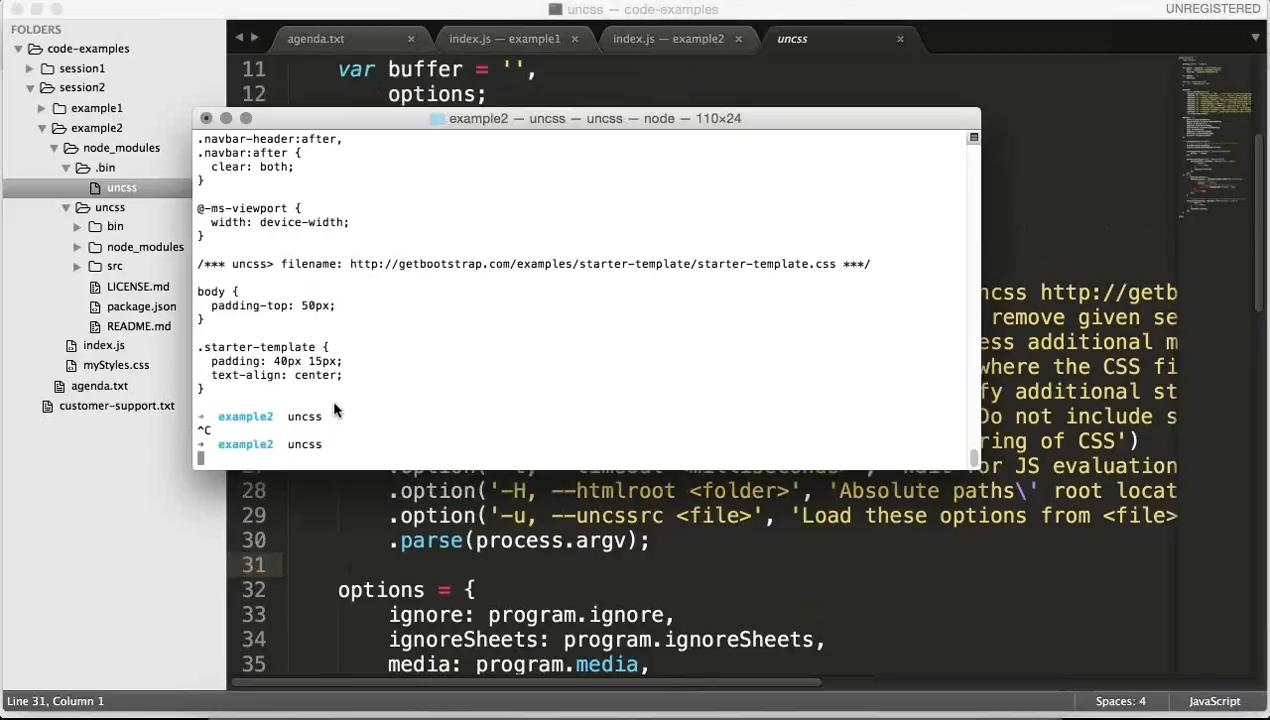 uncss — code-examples
UNREGISTERED
FOLDERS
code-examples
session1
session2
example1
example2
node_modules
.bin
uncss
uncss
bin
node_modules
src
LICENSE.md
package.json
README.md
index.js
myStyles.css
agenda.txt
customer-support.txt
agenda.txt
index.js — example1
index.js — example2
uncss
11 var buffer = '',
12 options;
example2 — uncss — uncss — node — 110×24
.navbar-header:after,
.navbar:after {
clear: both;
}
@-ms-viewport {
width: device-width;
}
/*** uncss> filename: http://getbootstrap.com/examples/starter-template/starter-template.css ***/
body {
padding-top: 50px;
}
.starter-template {
padding: 40px 15px;
text-align: center;
}
➜ example2 uncss
^C
➜ example2 uncss
ncss http://getb
remove given se
ess additional m
where the CSS fi
fy additional st
Do not include s
ring of CSS')
or JS evaluation
28 .option('-H, --htmlroot <folder>', 'Absolute paths\' root locat
29 .option('-u, --uncssrc <file>', 'Load these options from <file>
30 .parse(process.argv);
31
32 options = {
33 ignore: program.ignore,
34 ignoreSheets: program.ignoreSheets,
35 media: program.media,
Line 31, Column 1
Spaces: 4
JavaScript